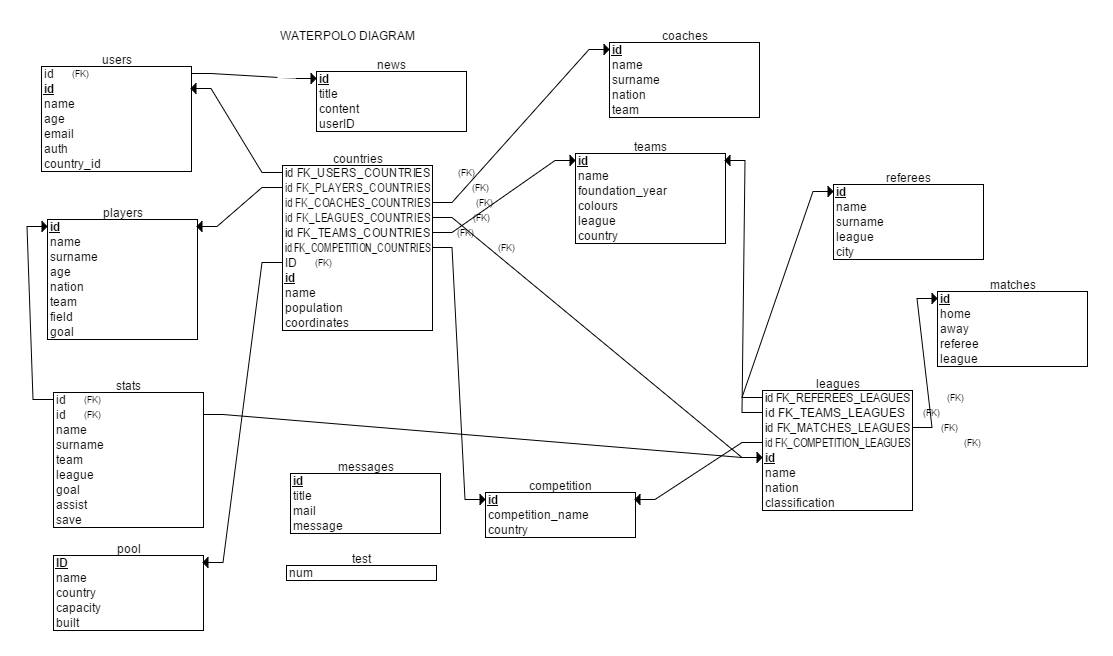 WATERPOLO DIAGRAM
users
id (FK)
id
name
age
email
auth
country_id
news
id
title
content
userID
coaches
id
name
surname
nation
team
countries
id FK_USERS_COUNTRIES (FK)
id FK_PLAYERS_COUNTRIES (FK)
id FK_COACHES_COUNTRIES (FK)
id FK_LEAGUES_COUNTRIES (FK)
id FK_TEAMS_COUNTRIES (FK)
id FK_COMPETITION_COUNTRIES (FK)
ID (FK)
id
name
population
coordinates
teams
id
name
foundation_year
colours
league
country
referees
id
name
surname
league
city
players
id
name
surname
age
nation
team
field
goal
matches
id
home
away
referee
league
stats
id (FK)
id (FK)
name
surname
team
league
goal
assist
save
leagues
id FK_REFEREES_LEAGUES (FK)
id FK_TEAMS_LEAGUES (FK)
id FK_MATCHES_LEAGUES (FK)
id FK_COMPETITION_LEAGUES (FK)
id
name
nation
classification
messages
id
title
mail
message
competition
id
competition_name
country
pool
ID
name
country
capacity
built
test
num